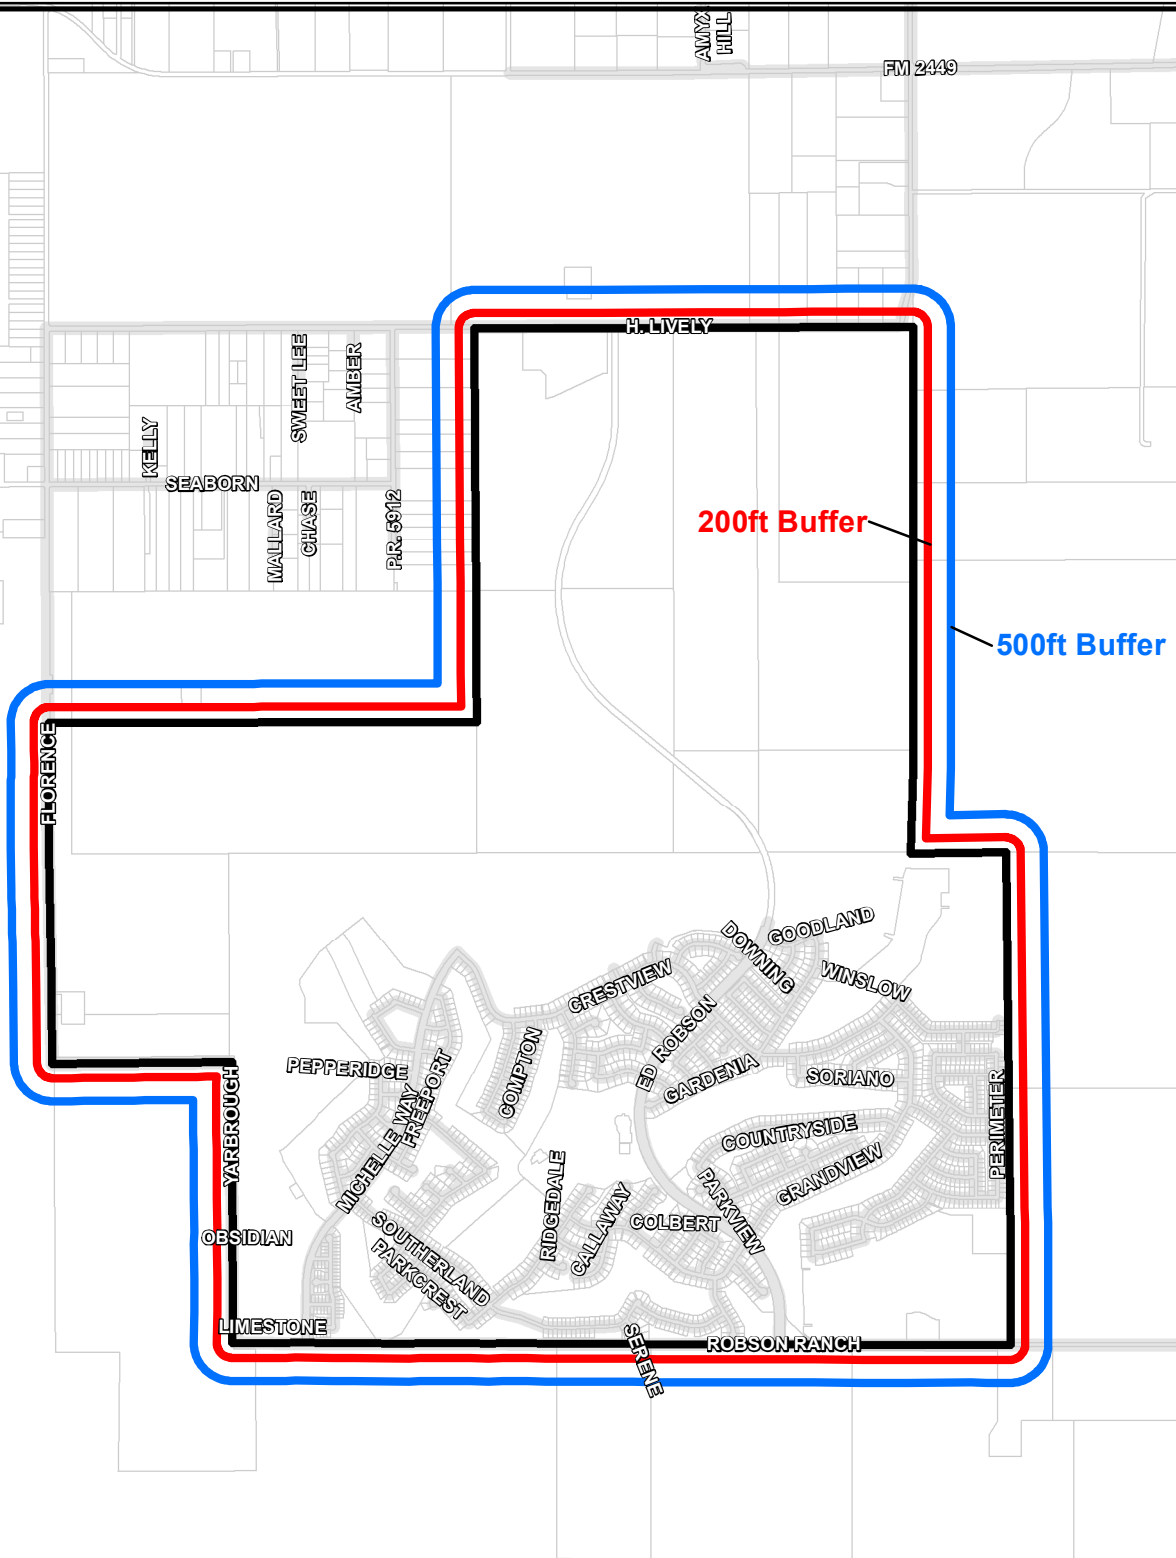 AMYX
HILL
FM 2449
H. LIVELY
SWEET LEE
AMBER
KELLY
SEABORN
MALLARD
CHASE
P.R. 5912
200ft Buffer
500ft Buffer
FLORENCE
GOODLAND
DOWNING
WINSLOW
CRESTVIEW
ED ROBSON
COMPTON
PEPPERIDGE
FREEPORT
GARDENIA
SORIANO
PERIMETER
YARBROUGH
MICHELLE WAY
COUNTRYSIDE
GRANDVIEW
RIDGEDALE
CALLAWAY
COLBERT
PARKVIEW
OBSIDIAN
SOUTHERLAND
PARKCREST
LIMESTONE
SERENE
ROBSON RANCH